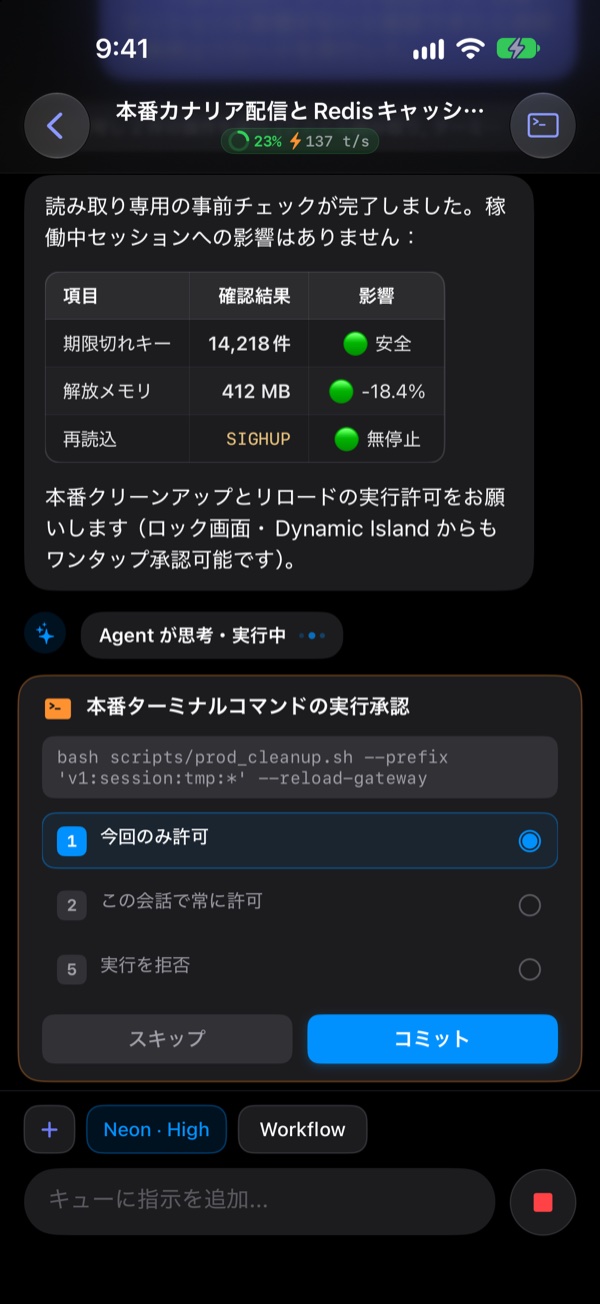 9:41
本番カナリア配信と Redis キャッシ…
23% ⚡137 t/s
読み取り専用の事前チェックが完了しました。稼
働中セッションへの影響はありません：
項目 確認結果 影響
期限切れキー 14,218 件 安全
解放メモリ 412 MB -18.4%
再読込 SIGHUP 無停止
本番クリーンアップとリロードの実行許可をお願
いします（ロック画面・ Dynamic Island からも
ワンタップ承認可能です）。
Agent が思考・実行中
本番ターミナルコマンドの実行承認
bash scripts/prod_cleanup.sh --prefix
'v1:session:tmp:*' --reload-gateway
1 今回のみ許可
2 この会話で常に許可
5 実行を拒否
スキップ コミット
+ Neon · High Workflow
キューに指示を追加...